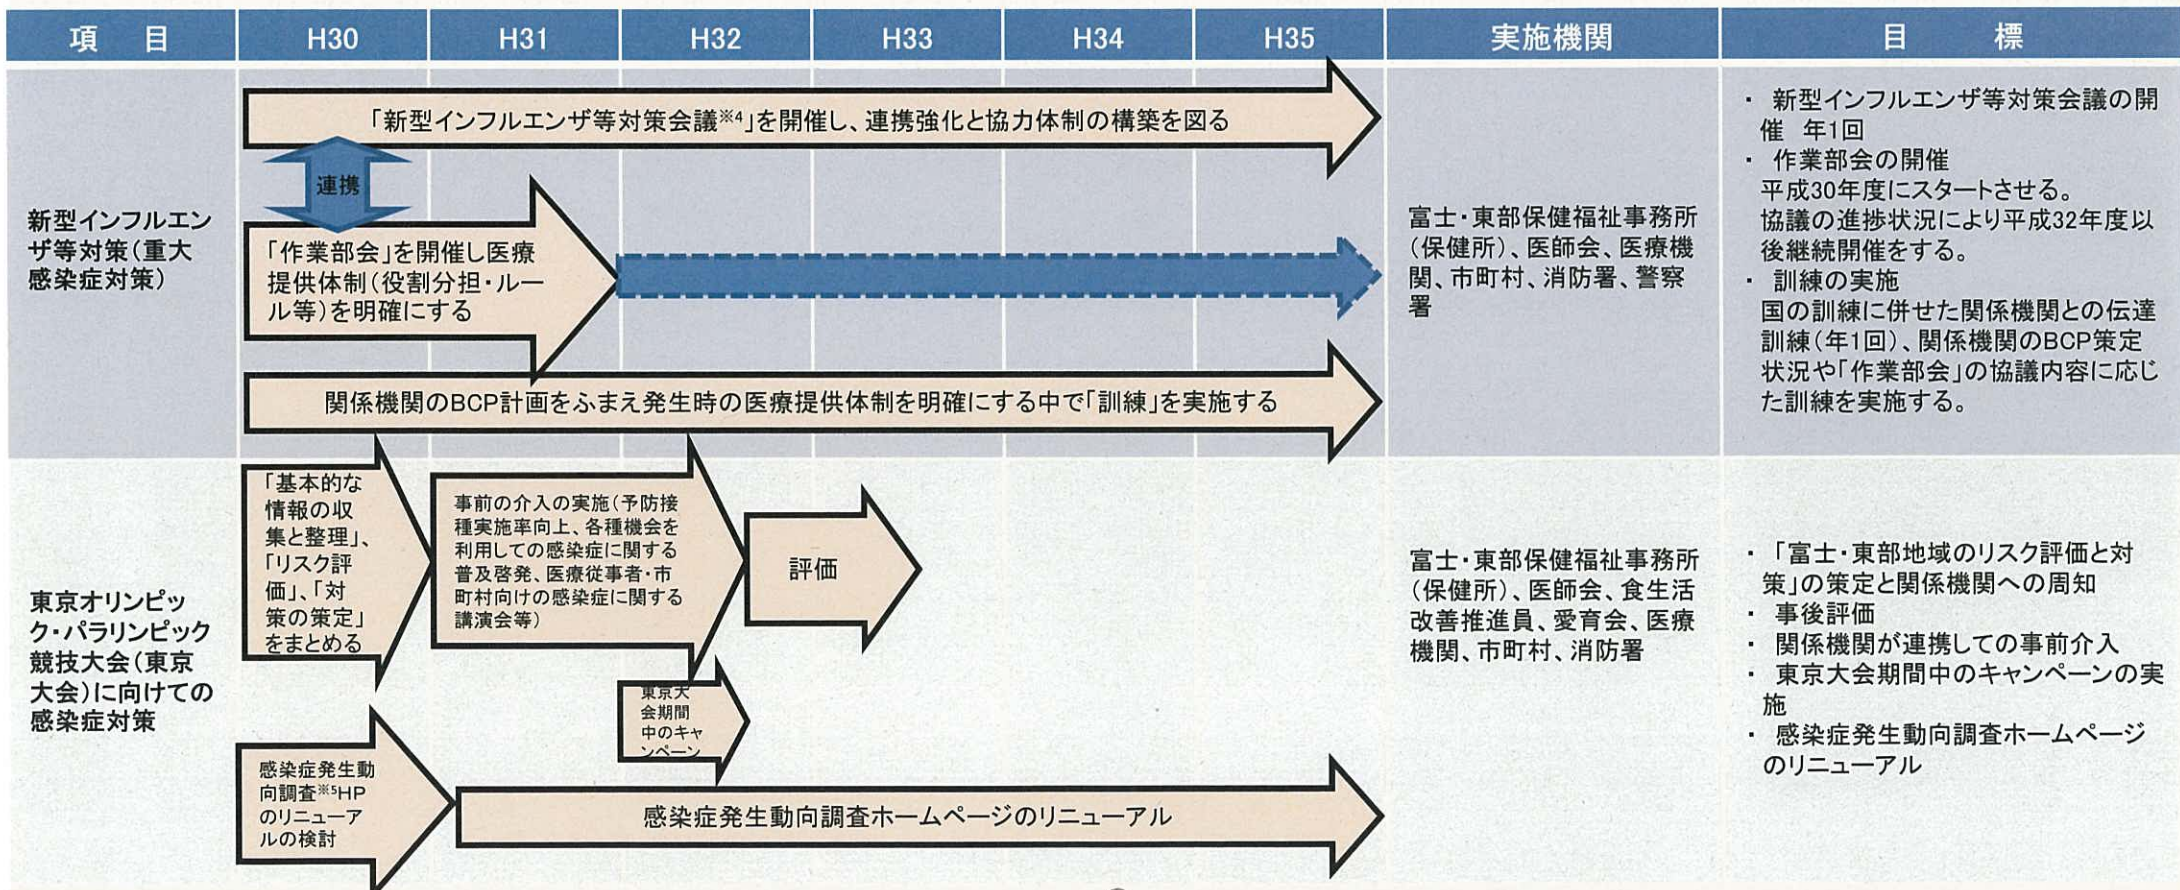 項　目
H30
H31
H32
H33
H34
H35
実施機関
目　　標
新型インフルエン
ザ等対策(重大
感染症対策)
「新型インフルエンザ等対策会議※4」を開催し、連携強化と協力体制の構築を図る
連携
「作業部会」を開催し医療
提供体制(役割分担・ルー
ル等)を明確にする
関係機関のBCP計画をふまえ発生時の医療提供体制を明確にする中で「訓練」を実施する
富士・東部保健福祉事務所
(保健所)、医師会、医療機
関、市町村、消防署、警察
署
・ 新型インフルエンザ等対策会議の開
催　年1回
・ 作業部会の開催
平成30年度にスタートさせる。
協議の進捗状況により平成32年度以
後継続開催をする。
・ 訓練の実施
国の訓練に併せた関係機関との伝達
訓練(年1回)、関係機関のBCP策定
状況や「作業部会」の協議内容に応じ
た訓練を実施する。
東京オリンピッ
ク・パラリンピック
競技大会(東京
大会)に向けての
感染症対策
「基本的な
情報の収
集と整理」、
「リスク評
価」、「対
策の策定」
をまとめる
事前の介入の実施(予防接
種実施率向上、各種機会を
利用しての感染症に関する
普及啓発、医療従事者・市
町村向けの感染症に関する
講演会等)
評価
東京大
会期間
中のキャ
ンペーン
感染症発生動
向調査※5HP
のリニューア
ルの検討
感染症発生動向調査ホームページのリニューアル
富士・東部保健福祉事務所
(保健所)、医師会、食生活
改善推進員、愛育会、医療
機関、市町村、消防署
・ 「富士・東部地域のリスク評価と対
策」の策定と関係機関への周知
・ 事後評価
・ 関係機関が連携しての事前介入
・ 東京大会期間中のキャンペーンの実
施
・ 感染症発生動向調査ホームページ
のリニューアル